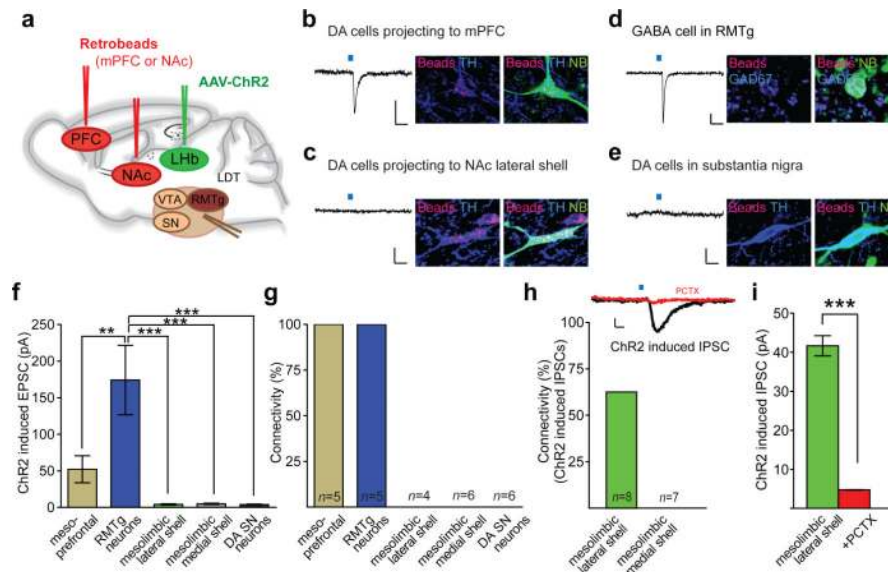 a
Retrobeads
(mPFC or NAc)
AAV-ChR2
PFC
NAc
LHb
LDT
VTA
RMTg
SN
b
DA cells projecting to mPFC
Beads TH
Beads TH NB
c
DA cells projecting to NAc lateral shell
Beads TH
Beads TH NB
d
GABA cell in RMTg
Beads
GAD67
Beads NB
e
DA cells in substantia nigra
Beads TH
Beads TH NB
f
ChR2 induced EPSC (pA)
250
200
150
100
50
0
**
***
***
***
meso-
prefrontal
RMTg
neurons
mesolimbic
lateral shell
mesolimbic
medial shell
DA SN
neurons
g
Connectivity (%)
100
75
50
25
n=5
n=5
n=4
n=6
n=6
meso-
prefrontal
RMTg
neurons
mesolimbic
lateral shell
mesolimbic
medial shell
DA SN
neurons
h
PCTX
ChR2 induced IPSC
Connectivity (%)
(ChR2 induced IPSCs)
100
75
50
25
n=8
n=7
mesolimbic
lateral shell
mesolimbic
medial shell
i
ChR2 induced IPSC (pA)
50
40
30
20
10
0
***
mesolimbic
lateral shell
+PCTX